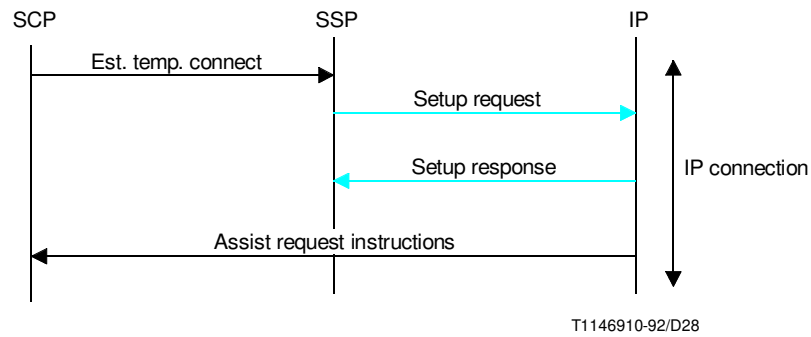 SCP SSP IP
Est. temp. connect
Setup request
Setup response
IP connection
Assist request instructions
T1146910-92/D28